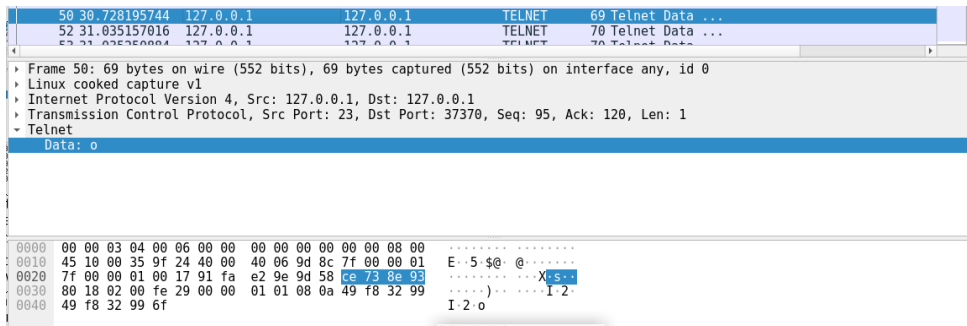 50 30.728195744 127.0.0.1 127.0.0.1 TELNET 69 Telnet Data ...
52 31.035157016 127.0.0.1 127.0.0.1 TELNET 70 Telnet Data ...
Frame 50: 69 bytes on wire (552 bits), 69 bytes captured (552 bits) on interface any, id 0
Linux cooked capture v1
Internet Protocol Version 4, Src: 127.0.0.1, Dst: 127.0.0.1
Transmission Control Protocol, Src Port: 23, Dst Port: 37370, Seq: 95, Ack: 120, Len: 1
Telnet
Data: o
0000 00 00 03 04 00 06 00 00 00 00 00 00 00 00 08 00 ········ ········
0010 45 10 00 35 9f 24 40 00 40 06 9d 8c 7f 00 00 01 E··5·$@· @·······
0020 7f 00 00 01 00 17 91 fa e2 9e 9d 58 ce 73 8e 93 ········ ···X·s··
0030 80 18 02 00 fe 29 00 00 01 01 08 0a 49 f8 32 99 ·····)·· ····I·2·
0040 49 f8 32 99 6f I·2·o